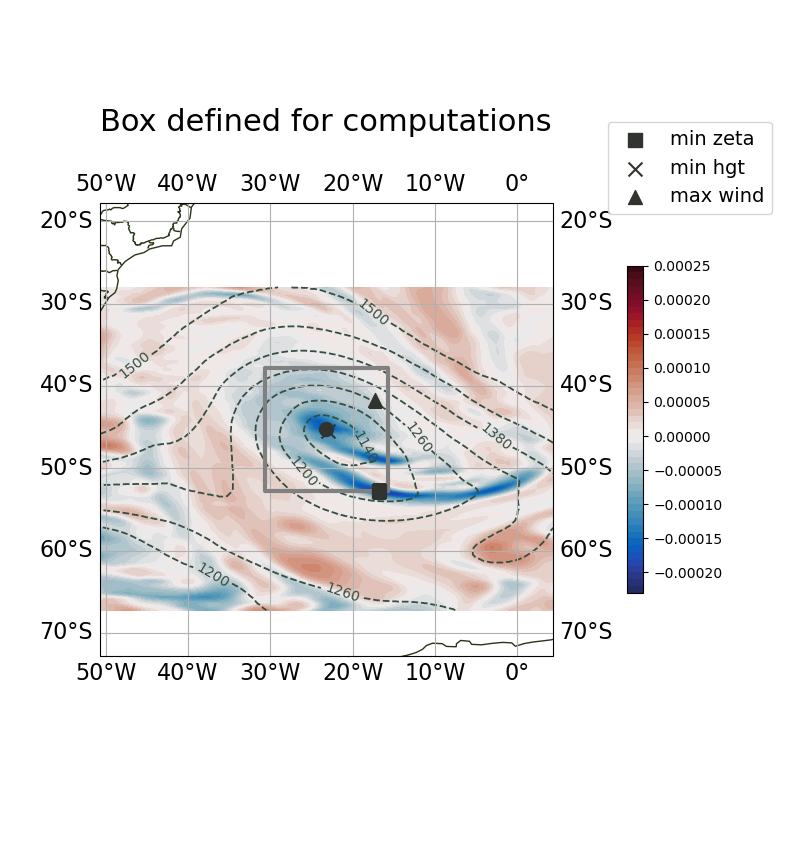 Box defined for computations
min zeta
min hgt
max wind
50°W 40°W 30°W 20°W 10°W 0°
20°S 20°S
30°S 30°S
40°S 40°S
50°S 50°S
60°S 60°S
70°S 70°S
50°W 40°W 30°W 20°W 10°W 0°
1500
1500
1380
1260
1140
1200
1200
1260
0.00025
0.00020
0.00015
0.00010
0.00005
0.00000
−0.00005
−0.00010
−0.00015
−0.00020